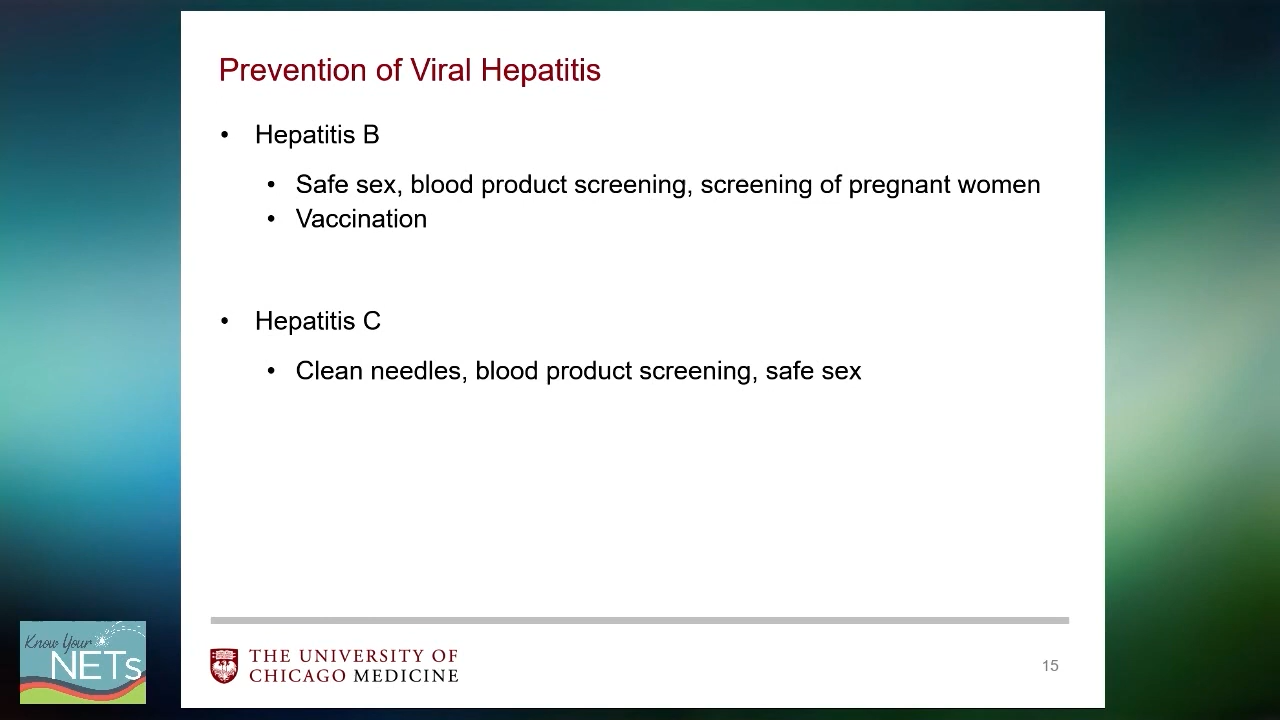 Prevention of Viral Hepatitis
• Hepatitis B
• Safe sex, blood product screening, screening of pregnant women
• Vaccination
• Hepatitis C
• Clean needles, blood product screening, safe sex
THE UNIVERSITY OF
CHICAGO MEDICINE
15
Know Your
NETs